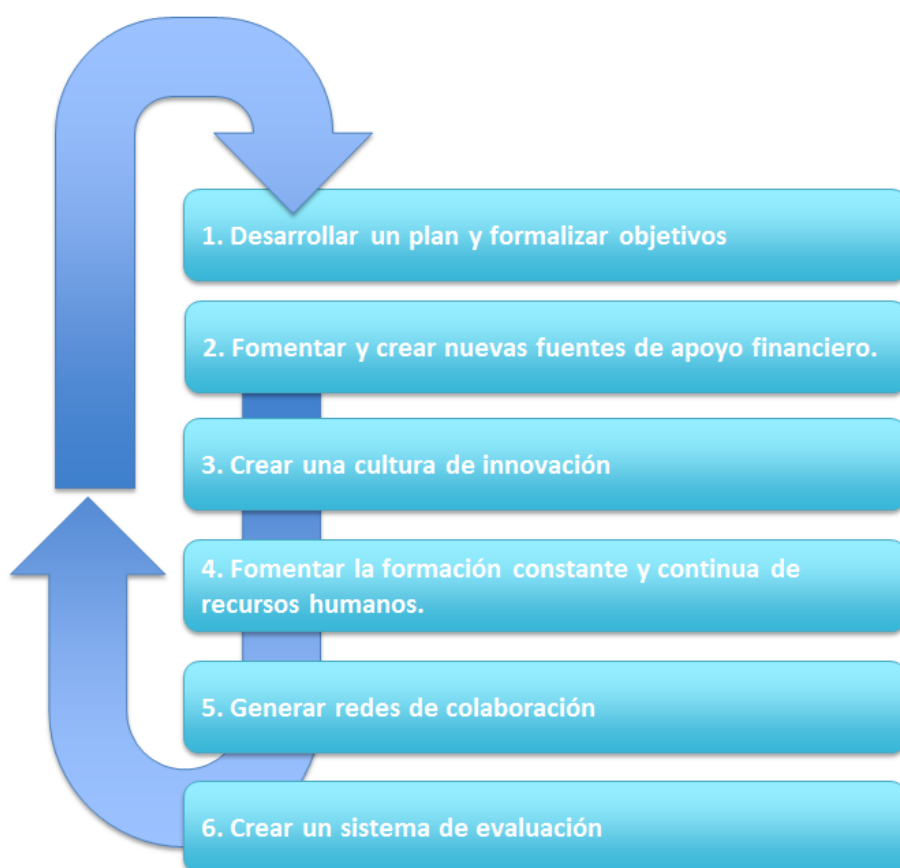 1. Desarrollar un plan y formalizar objetivos
2. Fomentar y crear nuevas fuentes de apoyo financiero.
3. Crear una cultura de innovación
4. Fomentar la formación constante y continua de
recursos humanos.
5. Generar redes de colaboración
6. Crear un sistema de evaluación